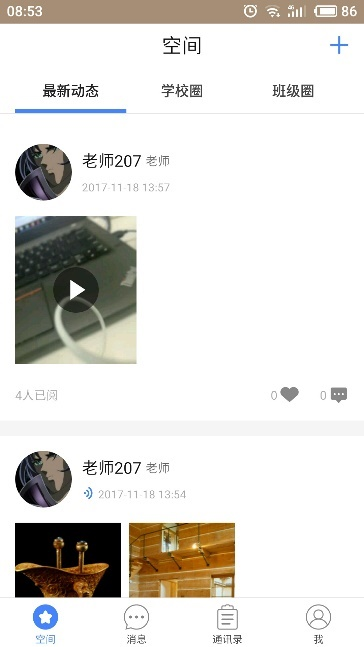 08:53
4G
86
空间
最新动态 学校圈 班级圈
老师207 老师
2017-11-18 13:57
4人已阅 0 0
老师207 老师
2017-11-18 13:54
空间 消息 通讯录 我